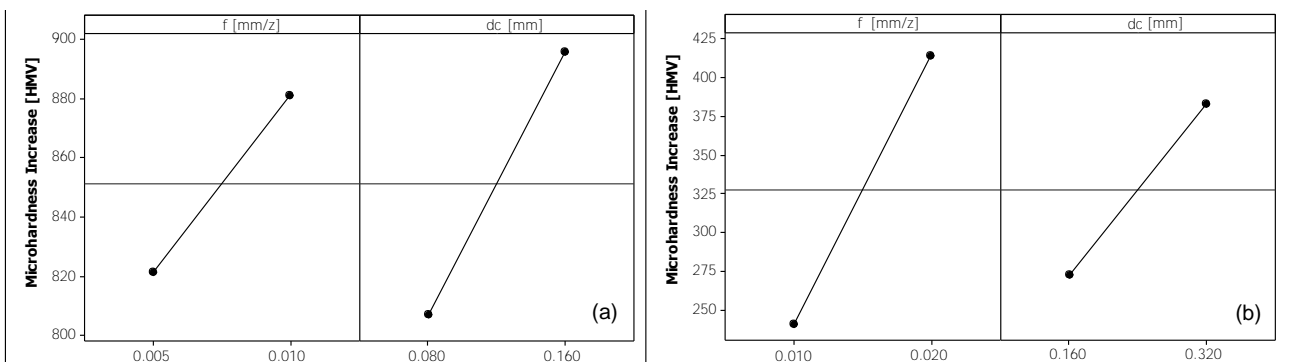 f [mm/z] dc [mm]
Microhardness Increase [HMV]
900
880
860
840
820
800
0.005 0.010 0.080 0.160
(a)
f [mm/z] dc [mm]
Microhardness Increase [HMV]
425
400
375
350
325
300
275
250
0.010 0.020 0.160 0.320
(b)